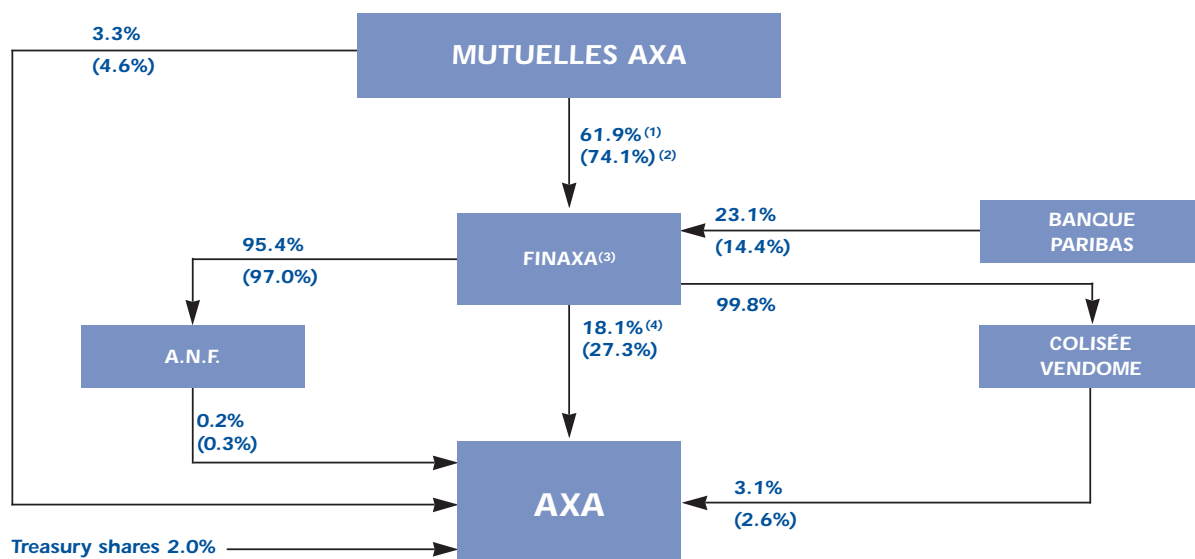 3.3%
(4.6%)
MUTUELLES AXA
61.9% (1)
(74.1%) (2)
23.1%
(14.4%)
BANQUE
PARIBAS
95.4%
(97.0%)
FINAXA(3)
99.8%
18.1% (4)
(27.3%)
A.N.F.
COLISÉE
VENDOME
0.2%
(0.3%)
AXA
3.1%
(2.6%)
Treasury shares 2.0%